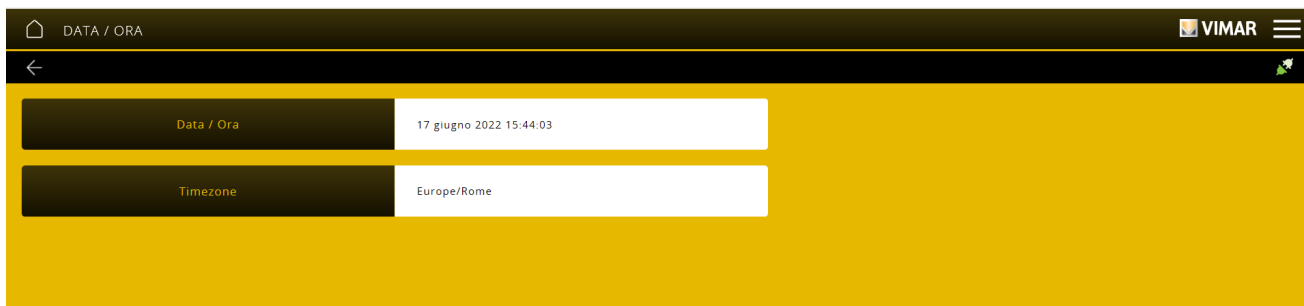 DATA / ORA
VIMAR
Data / Ora
17 giugno 2022 15:44:03
Timezone
Europe/Rome